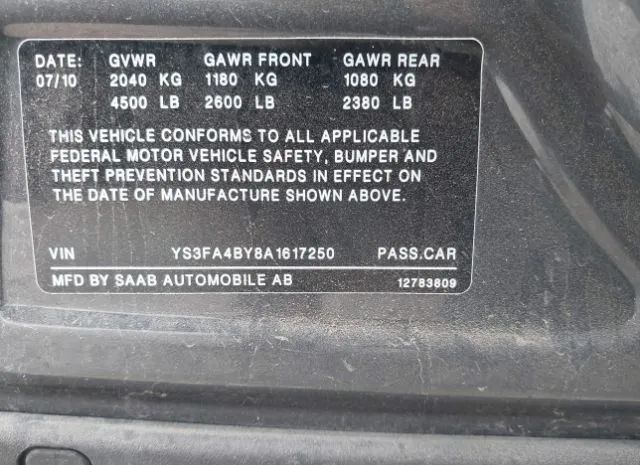 DATE: GVWR GAWR FRONT GAWR REAR
07/10 2040 KG 1180 KG 1080 KG
4500 LB 2600 LB 2380 LB
THIS VEHICLE CONFORMS TO ALL APPLICABLE
FEDERAL MOTOR VEHICLE SAFETY, BUMPER AND
THEFT PREVENTION STANDARDS IN EFFECT ON
THE DATE OF MANUFACTURE SHOWN ABOVE.
VIN YS3FA4BY8A1617250 PASS.CAR
MFD BY SAAB AUTOMOBILE AB 12783809